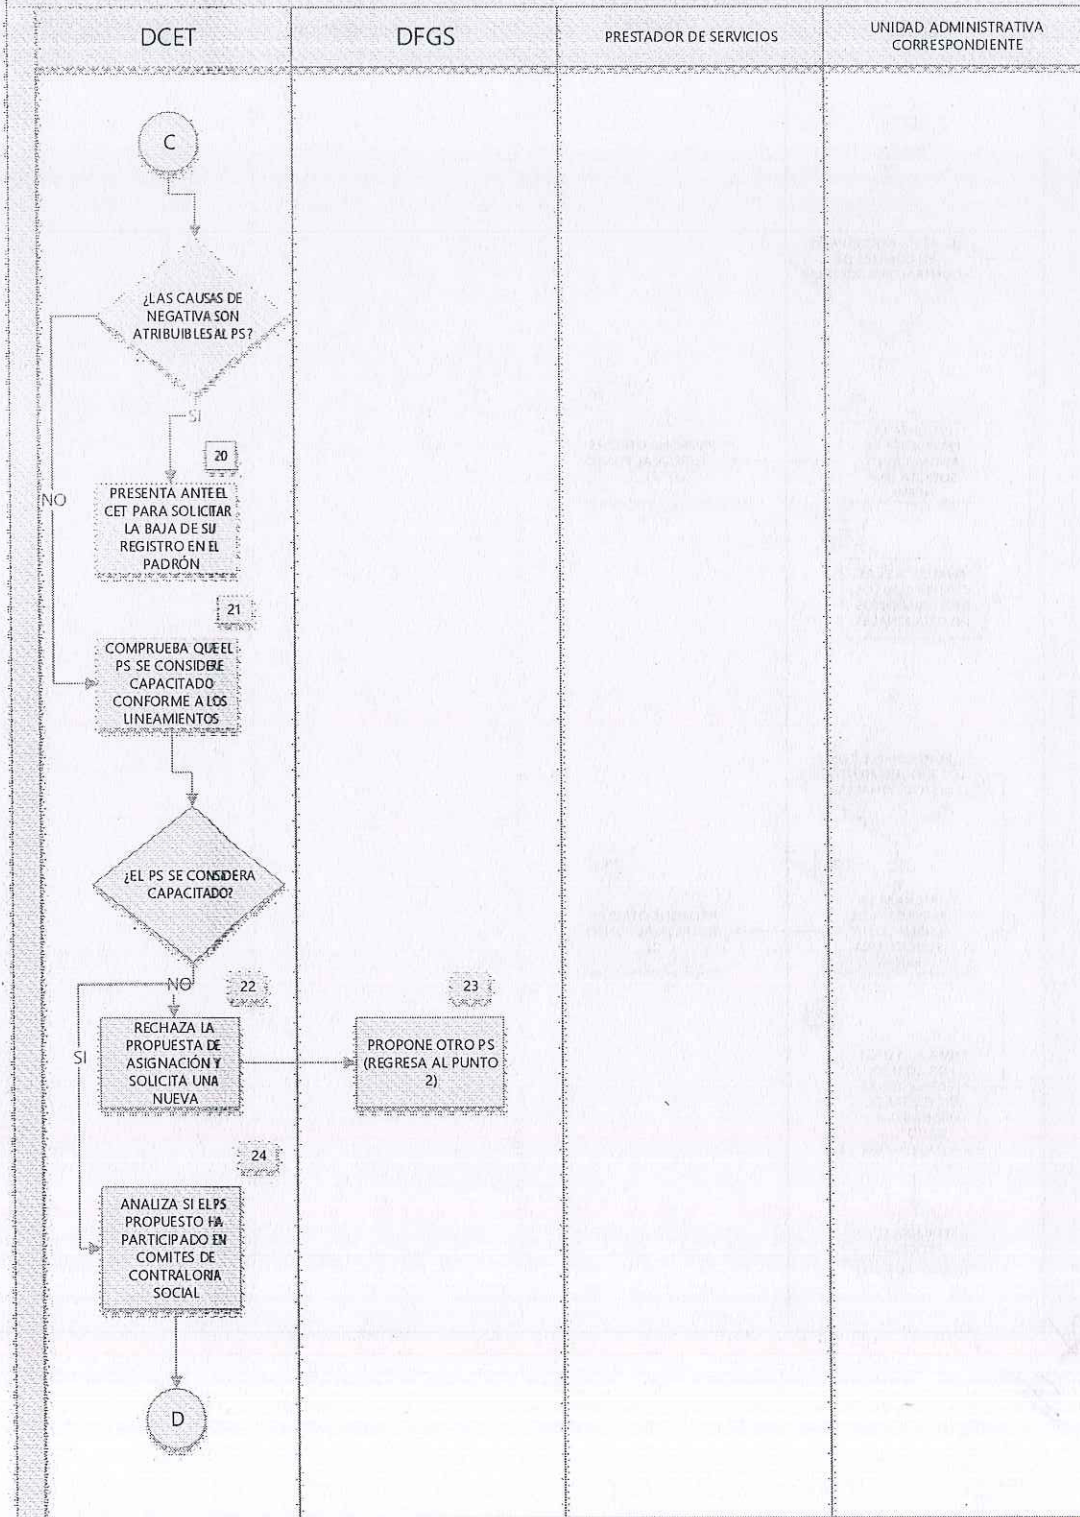 DCET
DFGS
PRESTADOR DE SERVICIOS
UNIDAD ADMINISTRATIVA
CORRESPONDIENTE
C
¿LAS CAUSAS DE
NEGATIVA SON
ATRIBUIBLES AL PS?
SI
NO
20
PRESENTA ANTE EL
CET PARA SOLICITAR
LA BAJA DE SU
REGISTRO EN EL
PADRÓN
21
COMPRUEBA QUE EL
PS SE CONSIDERE
CAPACITADO
CONFORME A LOS
LINEAMIENTOS
¿EL PS SE CONSIDERA
CAPACITADO?
NO
SI
22
RECHAZA LA
PROPUESTA DE
ASIGNACIÓN Y
SOLICITA UNA
NUEVA
23
PROPONE OTRO PS
(REGRESA AL PUNTO
2)
24
ANALIZA SI EL PS
PROPUESTO HA
PARTICIPADO EN
COMITES DE
CONTRALORIA
SOCIAL
D